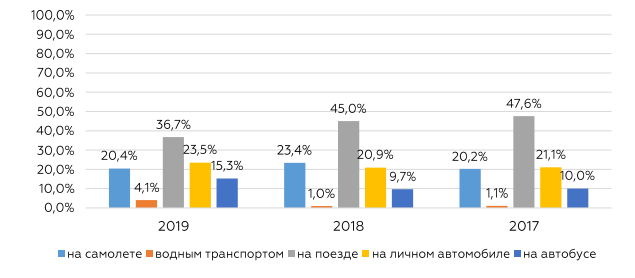 100,0%
90,0%
80,0%
70,0%
60,0%
50,0%
40,0%
30,0%
20,0%
10,0%
0,0%
20,4% 4,1% 36,7% 23,5% 15,3%
23,4% 1,0% 45,0% 20,9% 9,7%
20,2% 1,1% 47,6% 21,1% 10,0%
2019 2018 2017
на самолете водным транспортом на поезде на личном автомобиле на автобусе